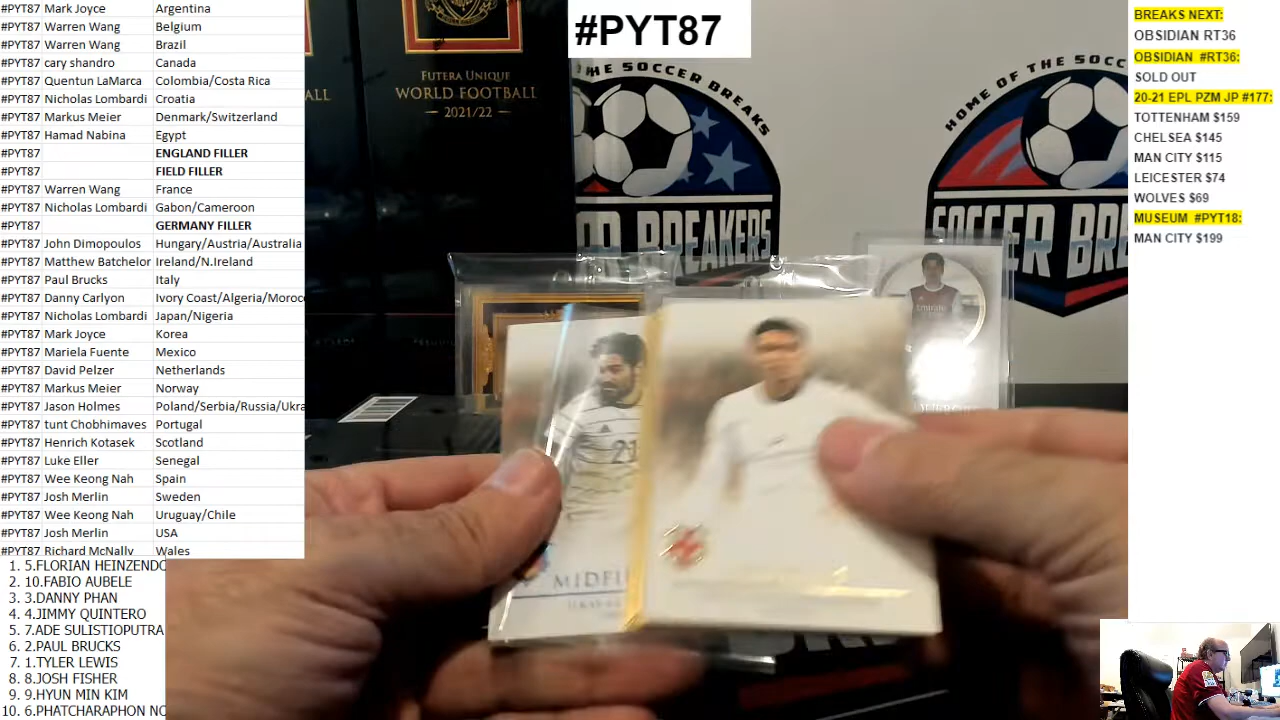 #PYT87 Mark Joyce Argentina
#PYT87 Warren Wang Belgium
#PYT87 Warren Wang Brazil
#PYT87 cary shandro Canada
#PYT87 Quentun LaMarca Colombia/Costa Rica
#PYT87 Nicholas Lombardi Croatia
#PYT87 Markus Meier Denmark/Switzerland
#PYT87 Hamad Nabina Egypt
#PYT87 ENGLAND FILLER
#PYT87 FIELD FILLER
#PYT87 Warren Wang France
#PYT87 Nicholas Lombardi Gabon/Cameroon
#PYT87 GERMANY FILLER
#PYT87 John Dimopoulos Hungary/Austria/Australia
#PYT87 Matthew Batchelor Ireland/N.Ireland
#PYT87 Paul Brucks Italy
#PYT87 Danny Carlyon Ivory Coast/Algeria/Moroc
#PYT87 Nicholas Lombardi Japan/Nigeria
#PYT87 Mark Joyce Korea
#PYT87 Mariela Fuente Mexico
#PYT87 David Pelzer Netherlands
#PYT87 Markus Meier Norway
#PYT87 Jason Holmes Poland/Serbia/Russia/Ukra
#PYT87 tunt Chobhimaves Portugal
#PYT87 Henrich Kotasek Scotland
#PYT87 Luke Eller Senegal
#PYT87 Wee Keong Nah Spain
#PYT87 Josh Merlin Sweden
#PYT87 Wee Keong Nah Uruguay/Chile
#PYT87 Josh Merlin USA
#PYT87 Richard McNally Wales
1. 5.FLORIAN HEINZENDO
2. 10.FABIO AUBELE
3. 3.DANNY PHAN
4. 4.JIMMY QUINTERO
5. 7.ADE SULISTIOPUTRA
6. 2.PAUL BRUCKS
7. 1.TYLER LEWIS
8. 8.JOSH FISHER
9. 9.HYUN MIN KIM
10. 6.PHATCHARAPHON NO
#PYT87
FUTERA UNIQUE
WORLD FOOTBALL
2021/22
ALL
THE SOCCER BREAKS
BREAKERS
HOME OF THE SOCC
SOCCER BRE
21
MIDFI
BREAKS NEXT:
OBSIDIAN RT36
OBSIDIAN #RT36:
SOLD OUT
20-21 EPL PZM JP #177:
TOTTENHAM $159
CHELSEA $145
MAN CITY $115
LEICESTER $74
WOLVES $69
MUSEUM #PYT18:
MAN CITY $199